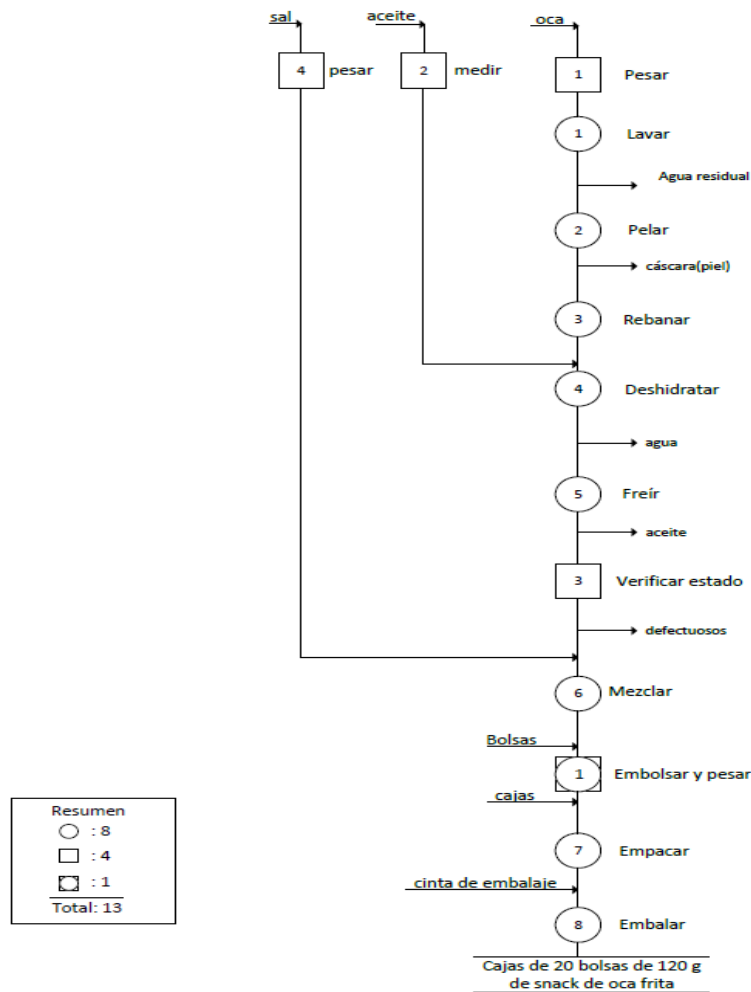 sal
aceite
oca
4 pesar
2 medir
1 Pesar
1 Lavar
Agua residual
2 Pelar
cáscara(piel)
3 Rebanar
4 Deshidratar
agua
5 Freír
aceite
3 Verificar estado
defectuosos
6 Mezclar
Bolsas
1 Embolsar y pesar
cajas
7 Empacar
cinta de embalaje
8 Embalar
Cajas de 20 bolsas de 120 g
de snack de oca frita
Resumen
: 8
: 4
: 1
Total: 13